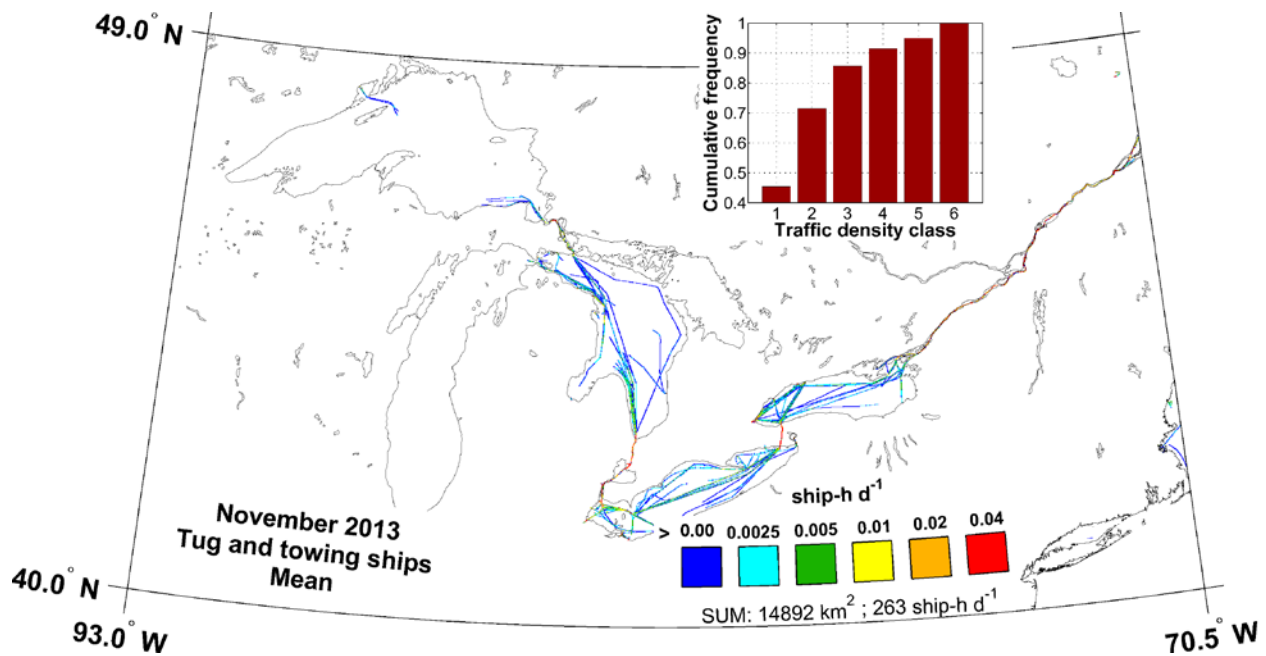 49.0° N
Cumulative frequency
1
0.9
0.8
0.7
0.6
0.5
0.4
1 2 3 4 5 6
Traffic density class
November 2013
Tug and towing ships
Mean
ship-h d⁻¹
> 0.00 0.0025 0.005 0.01 0.02 0.04
SUM: 14892 km² ; 263 ship-h d⁻¹
40.0° N
93.0° W
70.5° W